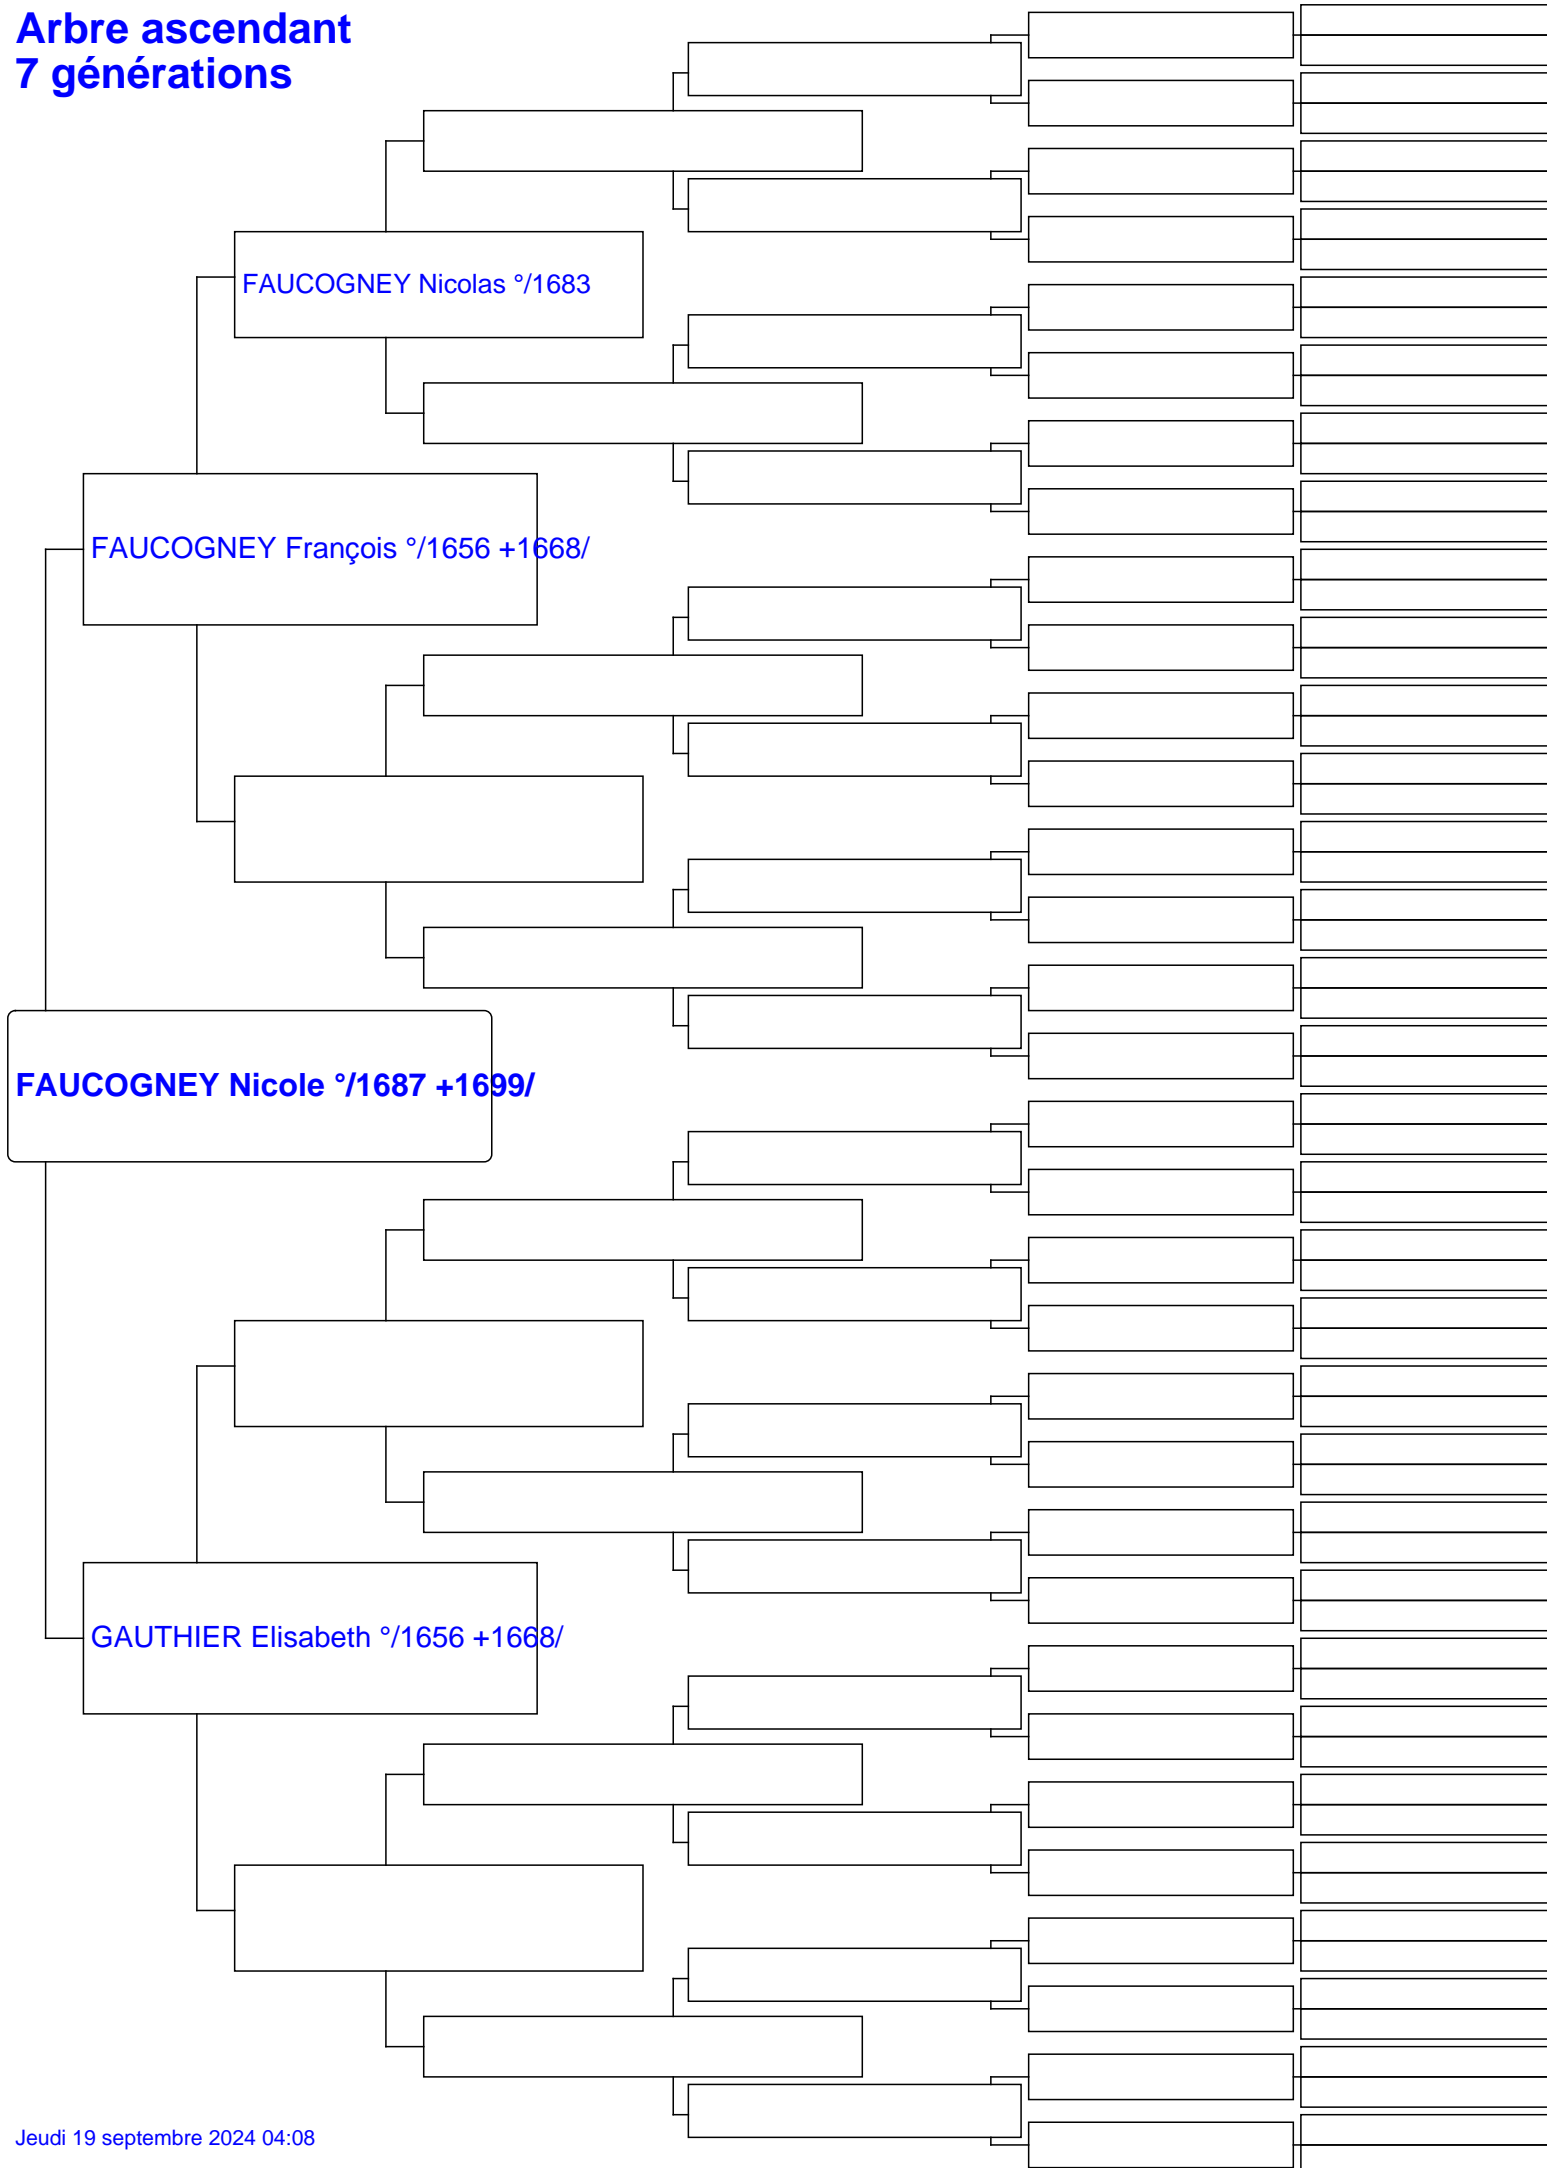 Arbre ascendant
7 générations
FAUCOGNEY Nicolas °/1683
FAUCOGNEY François °/1656 +1668/
FAUCOGNEY Nicole °/1687 +1699/
GAUTHIER Elisabeth °/1656 +1668/
Jeudi 19 septembre 2024 04:08